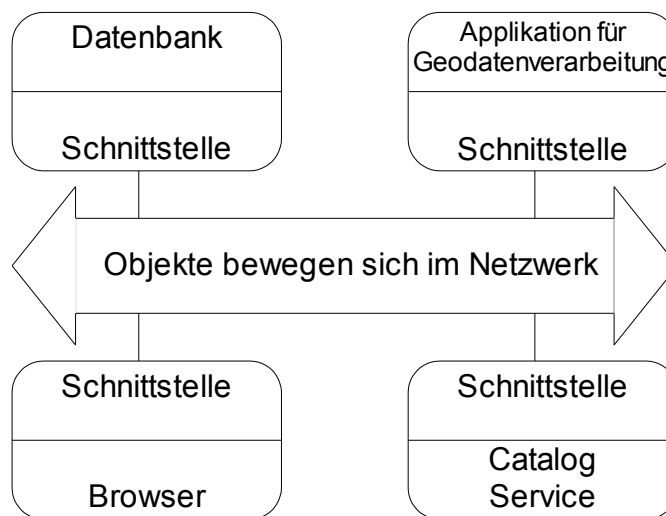 Datenbank
Schnittstelle
Applikation für
Geodatenverarbeitung
Schnittstelle
Objekte bewegen sich im Netzwerk
Schnittstelle
Browser
Schnittstelle
Catalog
Service